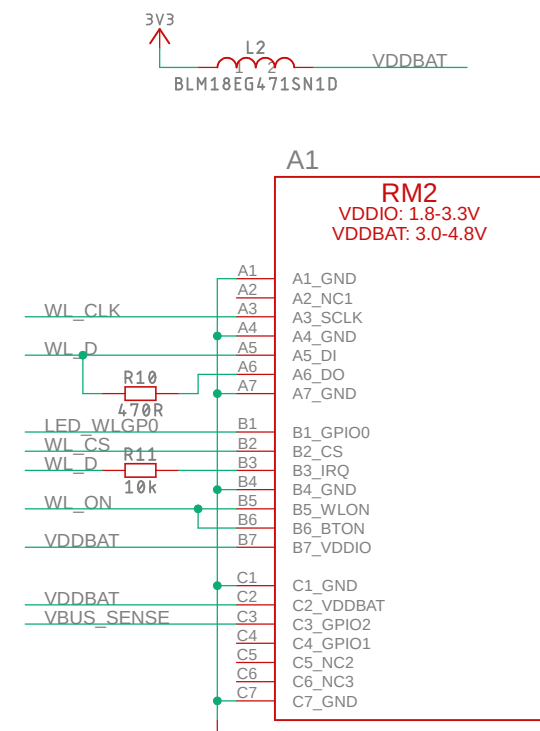 3V3
L2
VDDBAT
1 2
BLM18EG471SN1D
A1
RM2
VDDIO: 1.8-3.3V
VDDBAT: 3.0-4.8V
A1 A1_GND
A2 A2_NC1
WL_CLK A3 A3_SCLK
A4 A4_GND
WL_D A5 A5_DI
A6 A6_DO
R10
A7 A7_GND
470R
LED_WLGP0 B1 B1_GPIO0
WL_CS B2 B2_CS
R11
WL_D B3 B3_IRQ
10k
B4 B4_GND
WL_ON B5 B5_WLON
B6 B6_BTON
VDDBAT B7 B7_VDDIO
C1 C1_GND
VDDBAT C2 C2_VDDBAT
VBUS_SENSE C3 C3_GPIO2
C4 C4_GPIO1
C5 C5_NC2
C6 C6_NC3
C7 C7_GND